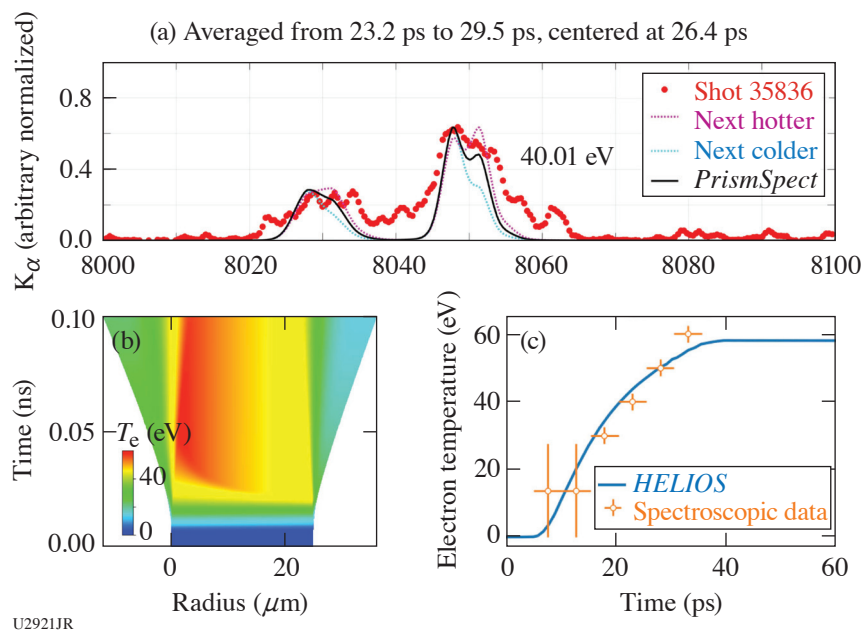 (a) Averaged from 23.2 ps to 29.5 ps, centered at 26.4 ps
Kα (arbitrary normalized)
0.8
0.4
0.0
Shot 35836
Next hotter
Next colder
PrismSpect
40.01 eV
8000 8020 8040 8060 8080 8100
(b)
Time (ns)
0.10
0.05
0.00
Te (eV)
40
0
0 20
Radius (μm)
(c)
Electron temperature (eV)
60
40
20
0
HELIOS
Spectroscopic data
0 20 40 60
Time (ps)
U2921JR